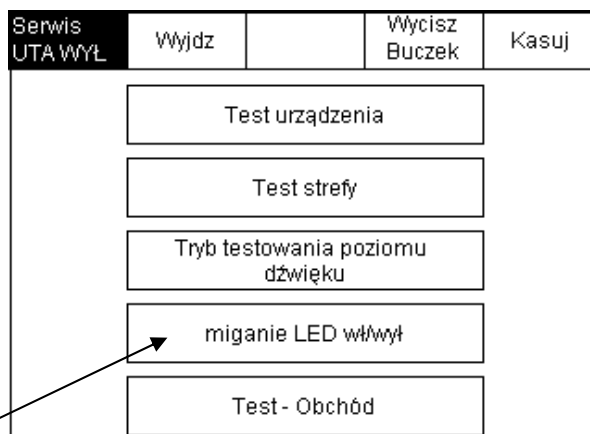 Serwis
UTA WYŁ
Wyjdz
Wycisz
Buczek
Kasuj
Test urządzenia
Test strefy
Tryb testowania poziomu
dźwięku
miganie LED wł/wył
Test - Obchód